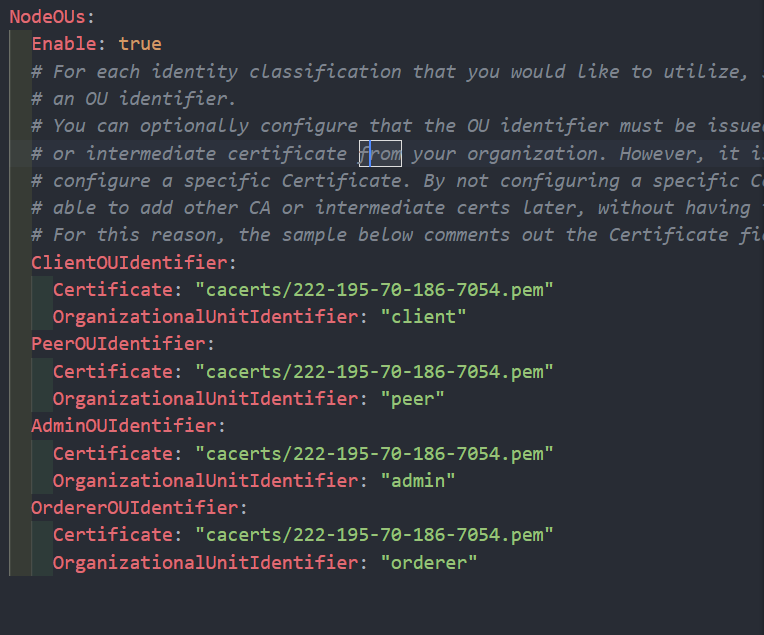 NodeOUs:
Enable: true
# For each identity classification that you would like to utilize,
# an OU identifier.
# You can optionally configure that the OU identifier must be issued
# or intermediate certificate from your organization. However, it is
# configure a specific Certificate. By not configuring a specific
# able to add other CA or intermediate certs later, without having
# For this reason, the sample below comments out the Certificate
ClientOUIdentifier:
Certificate: "cacerts/222-195-70-186-7054.pem"
OrganizationalUnitIdentifier: "client"
PeerOUIdentifier:
Certificate: "cacerts/222-195-70-186-7054.pem"
OrganizationalUnitIdentifier: "peer"
AdminOUIdentifier:
Certificate: "cacerts/222-195-70-186-7054.pem"
OrganizationalUnitIdentifier: "admin"
OrdererOUIdentifier:
Certificate: "cacerts/222-195-70-186-7054.pem"
OrganizationalUnitIdentifier: "orderer"